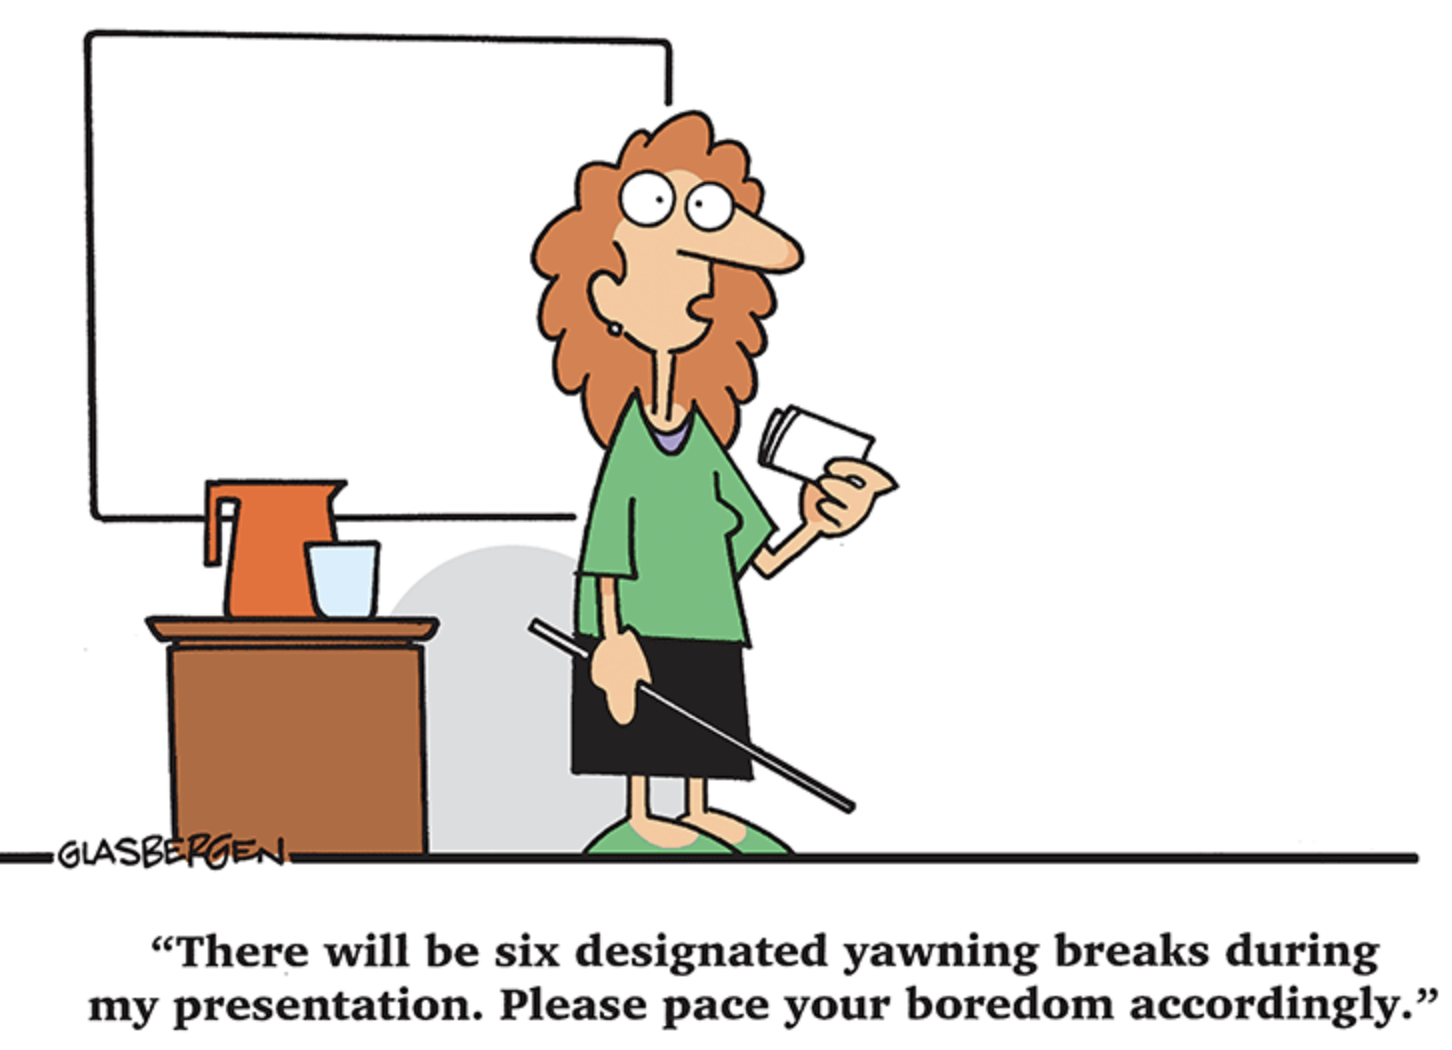 GLASBERGEN
“There will be six designated yawning breaks during
my presentation. Please pace your boredom accordingly.”